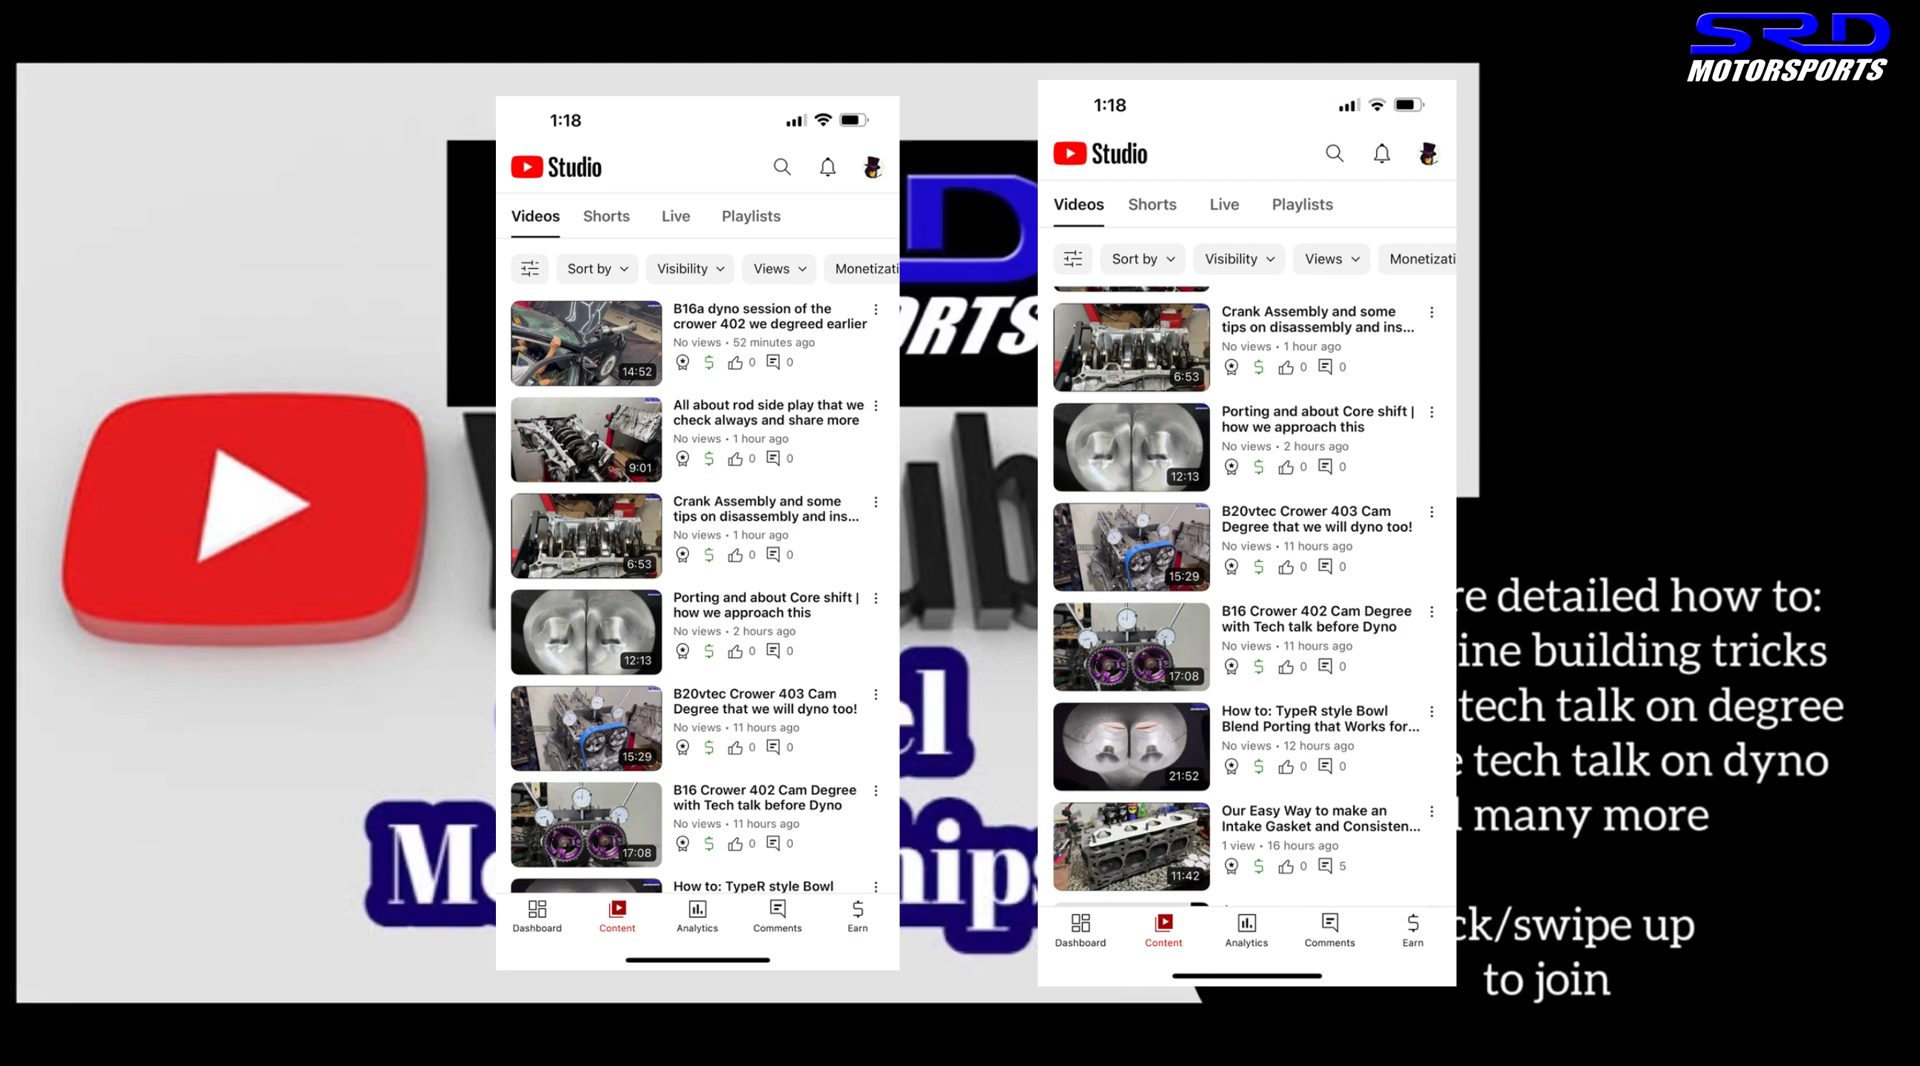 SRD
MOTORSPORTS
1:18
Studio
Videos Shorts Live Playlists
Sort by Visibility Views Monetizati
B16a dyno session of the
crower 402 we degreed earlier
No views • 52 minutes ago
0 0
14:52
All about rod side play that we
check always and share more
No views • 1 hour ago
0 0
9:01
Crank Assembly and some
tips on disassembly and ins...
No views • 1 hour ago
0 0
6:53
Porting and about Core shift |
how we approach this
No views • 2 hours ago
0 0
12:13
B20vtec Crower 403 Cam
Degree that we will dyno too!
No views • 11 hours ago
0 0
15:29
B16 Crower 402 Cam Degree
with Tech talk before Dyno
No views • 11 hours ago
0 0
17:08
How to: TypeR style Bowl
Dashboard Content Analytics Comments Earn
1:18
Studio
Videos Shorts Live Playlists
Sort by Visibility Views Monetizati
Crank Assembly and some
tips on disassembly and ins...
No views • 1 hour ago
0 0
6:53
Porting and about Core shift |
how we approach this
No views • 2 hours ago
0 0
12:13
B20vtec Crower 403 Cam
Degree that we will dyno too!
No views • 11 hours ago
0 0
15:29
B16 Crower 402 Cam Degree
with Tech talk before Dyno
No views • 11 hours ago
0 0
17:08
How to: TypeR style Bowl
Blend Porting that Works for...
No views • 12 hours ago
0 0
21:52
Our Easy Way to make an
Intake Gasket and Consisten...
1 view • 16 hours ago
0 5
11:42
Dashboard Content Analytics Comments Earn
detailed how to:
building tricks
tech talk on degree
tech talk on dyno
many more
swipe up
to join